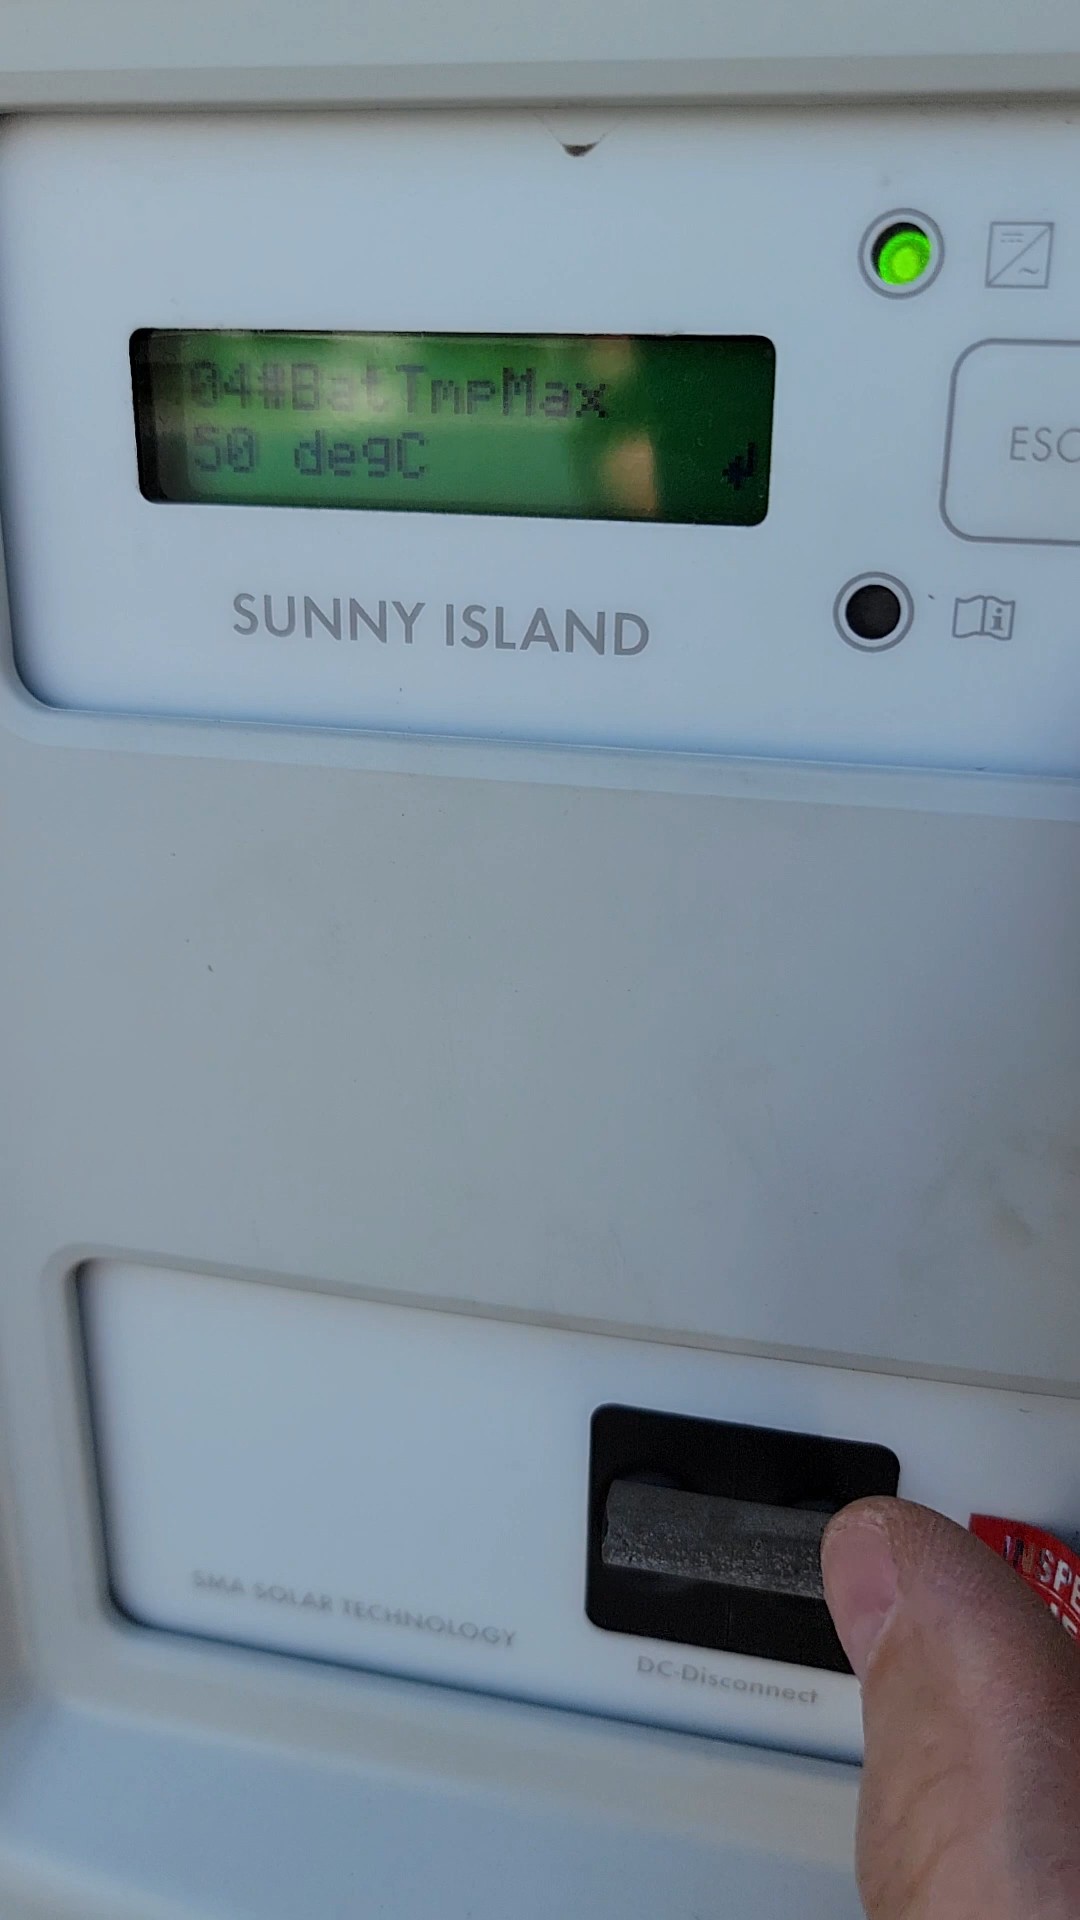 04#BatTmpMax
50 degC
ESC
SUNNY ISLAND
i
SMA SOLAR TECHNOLOGY
DC-Disconnect